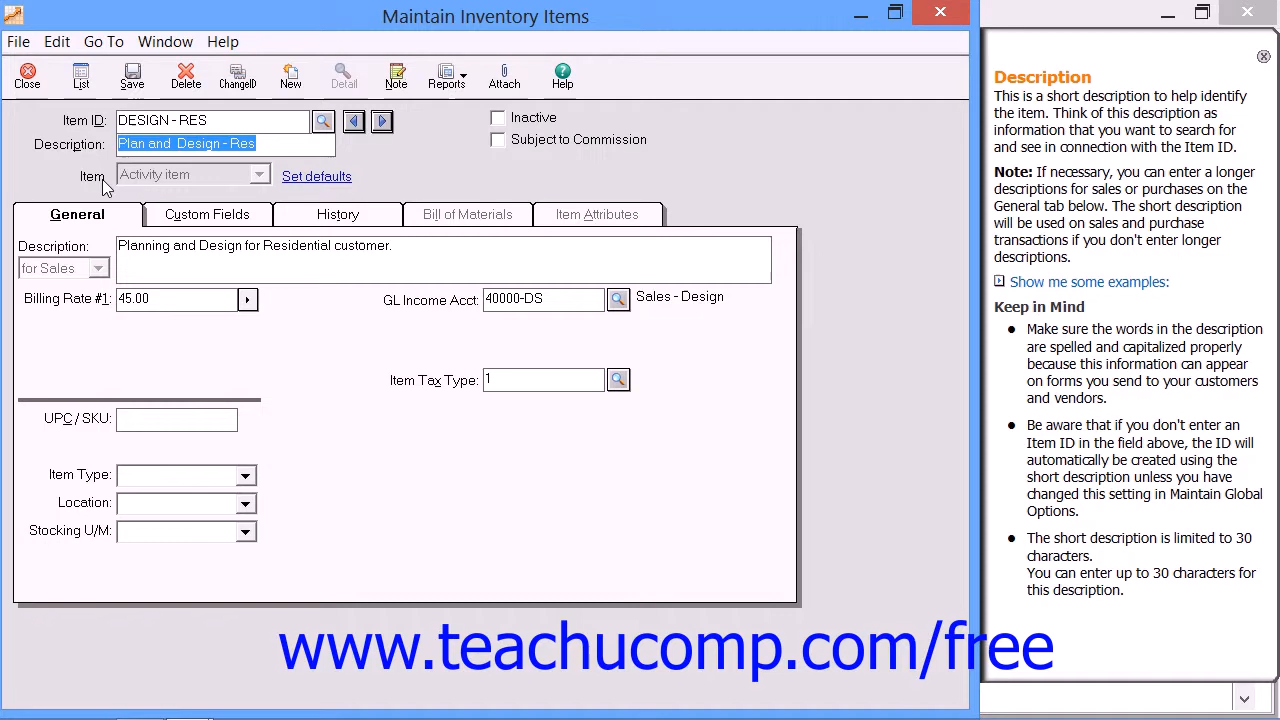 Maintain Inventory Items
File Edit Go To Window Help
Close List Save Delete ChangeID New Detail Note Reports Attach Help
Item ID: DESIGN - RES
Inactive
Description: Plan and Design - Res
Subject to Commission
Item Activity item Set defaults
General Custom Fields History Bill of Materials Item Attributes
Description: Planning and Design for Residential customer.
for Sales
Billing Rate #1: 45.00 GL Income Acct: 40000-DS Sales - Design
Item Tax Type: 1
UPC / SKU:
Item Type:
Location:
Stocking U/M:
Description
This is a short description to help identify
the item. Think of this description as
information that you want to search for
and see in connection with the Item ID.
Note: If necessary, you can enter a longer
descriptions for sales or purchases on the
General tab below. The short description
will be used on sales and purchase
transactions if you don't enter longer
descriptions.
Show me some examples:
Keep in Mind
Make sure the words in the description
are spelled and capitalized properly
because this information can appear
on forms you send to your customers
and vendors.
Be aware that if you don't enter an
Item ID in the field above, the ID will
automatically be created using the
short description unless you have
changed this setting in Maintain Global
Options.
The short description is limited to 30
characters.
You can enter up to 30 characters for
this description.
www.teachucomp.com/free